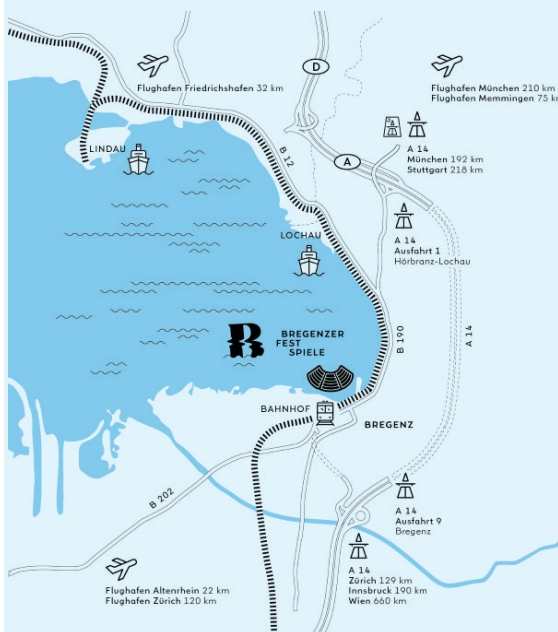 Flughafen Friedrichshafen 32 km
D
Flughafen München 210 km
Flughafen Memmingen 75 km
LINDAU
B 12
A
A 14
München 192 km
Stuttgart 218 km
A 14
Ausfahrt 1
Hörbranz-Lochau
LOCHAU
BREGENZER
FEST
SPIELE
B 190
A 14
BAHNHOF
BREGENZ
B 202
A 14
Ausfahrt 9
Bregenz
A 14
Zürich 129 km
Innsbruck 190 km
Wien 660 km
Flughafen Altenrhein 22 km
Flughafen Zürich 120 km